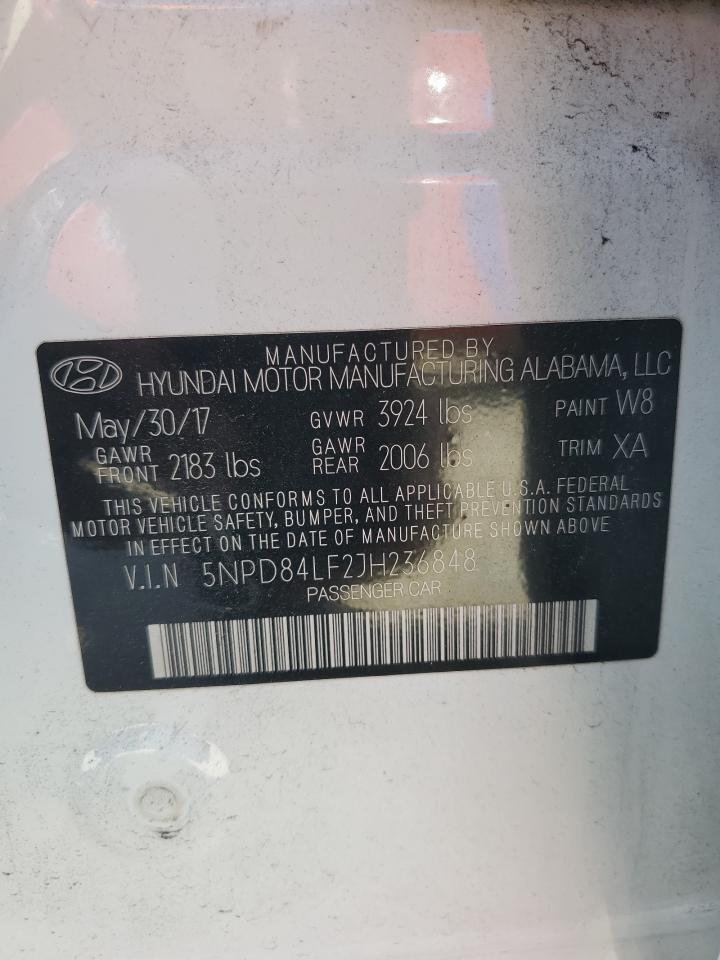 MANUFACTURED BY
HYUNDAI MOTOR MANUFACTURING ALABAMA, LLC
May/30/17 GVWR 3924 lbs PAINT W8
GAWR FRONT 2183 lbs GAWR REAR 2006 lbs TRIM XA
THIS VEHICLE CONFORMS TO ALL APPLICABLE U.S.A. FEDERAL
MOTOR VEHICLE SAFETY, BUMPER, AND THEFT PREVENTION STANDARDS
IN EFFECT ON THE DATE OF MANUFACTURE SHOWN ABOVE
V.I.N 5NPD84LF2JH236848
PASSENGER CAR